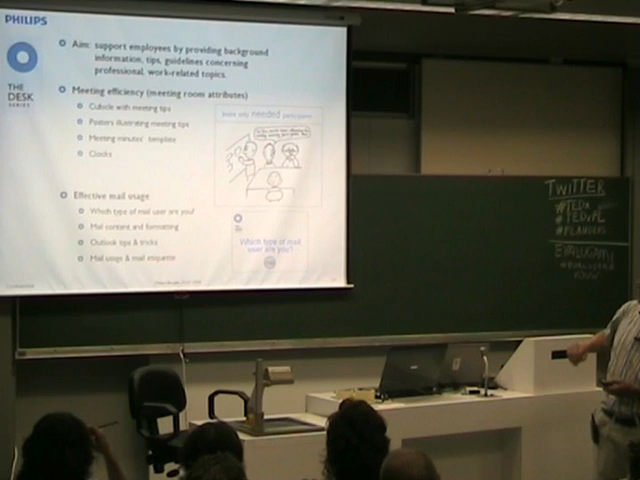 PHILIPS
THE
DESK
SERIES
Aim: support employees by providing background
information, tips, guidelines concerning
professional, work-related topics.
Meeting efficiency (meeting room attributes)
Cubicle with meeting tips
Posters illustrating meeting tips
Meeting minutes' template
Clocks
Invite only needed participants
Effective mail usage
Which type of mail user are you?
Mail content and formatting
Outlook tips & tricks
Mail usage & mail etiquette
Which type of mail
user are you?
TWITTER
#TEDx
#TEDxFL
#FLANDERS